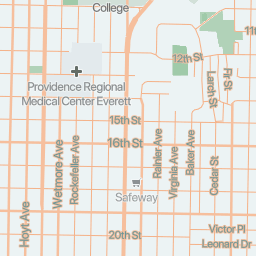 College
11th
12th St
Fir St
Larch St
Providence Regional
Medical Center Everett
15th St
16th St
Wetmore Ave
Rockefeller Ave
Rainier Ave
Virginia Ave
Baker Ave
Cedar St
Safeway
Hoyt Ave
20th St
Victor Pl
Leonard Dr